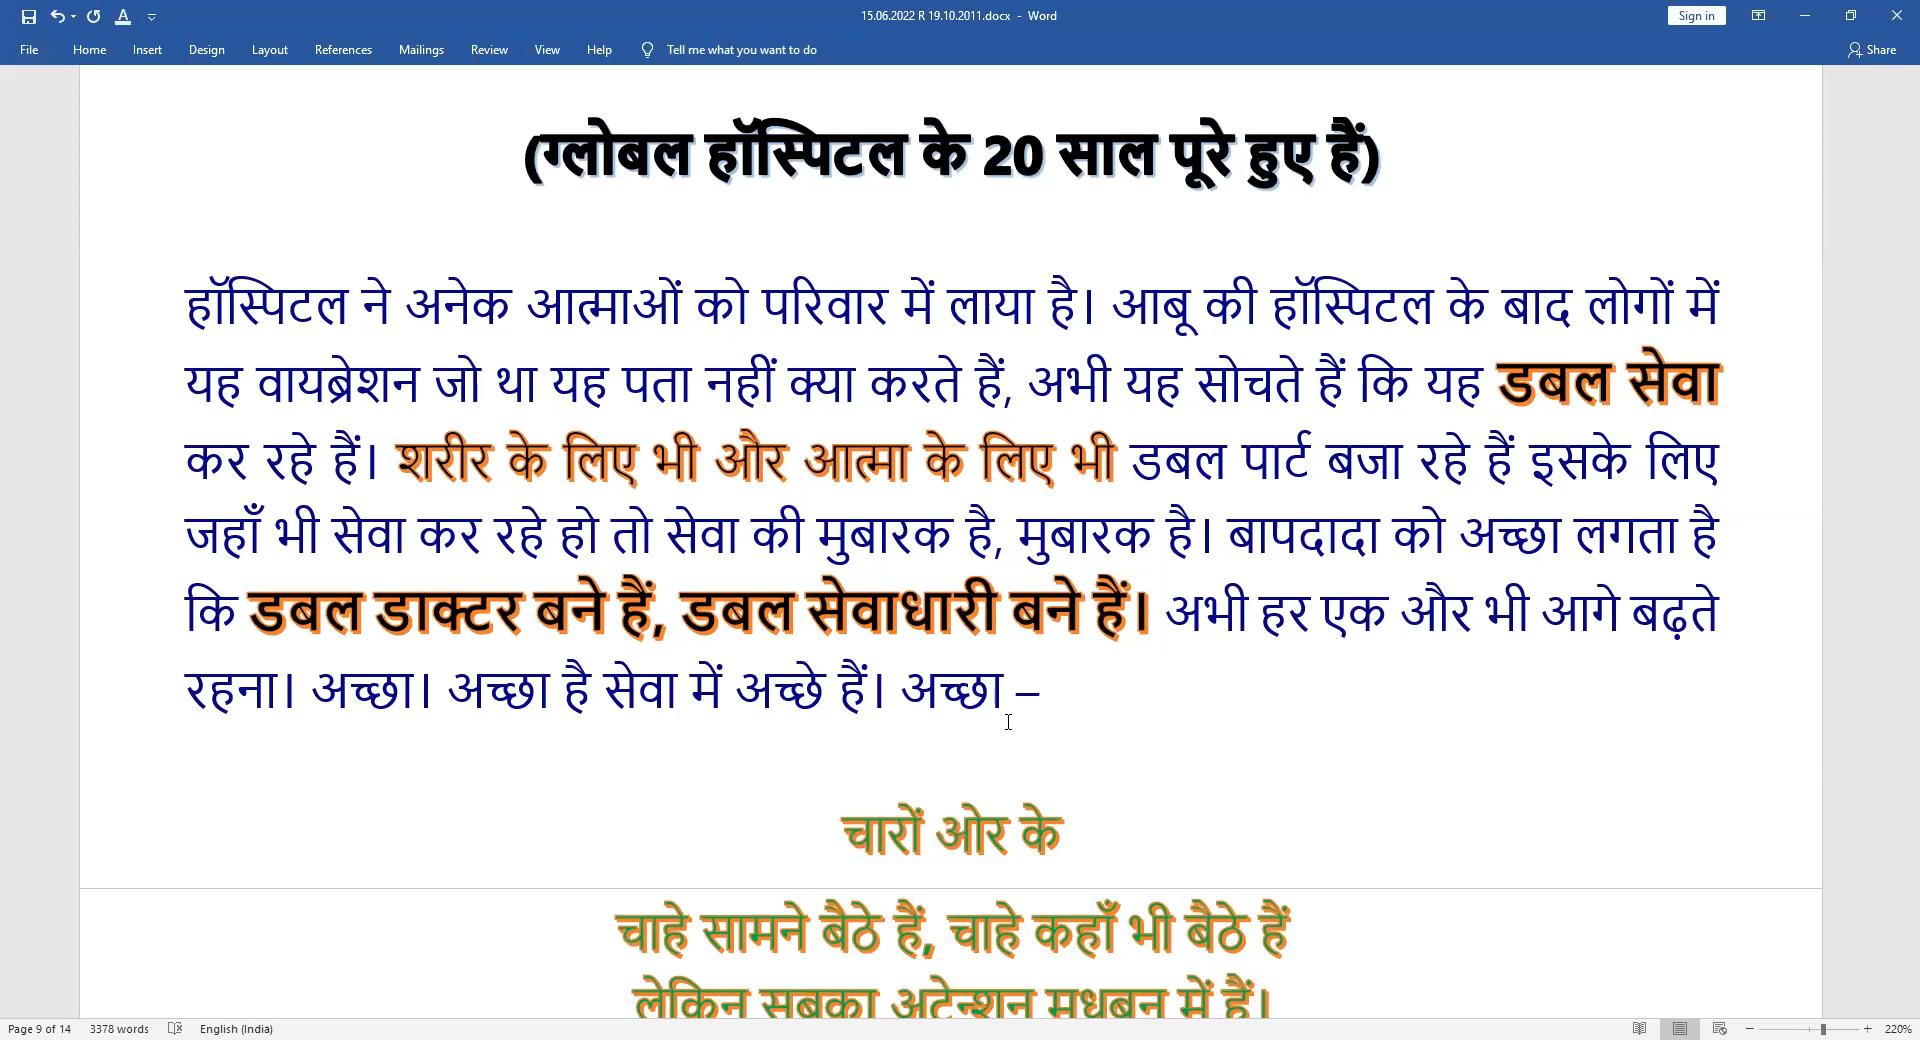 15.06.2022 R 19.10.2011.docx - Word
Sign in
File Home Insert Design Layout References Mailings Review View Help Tell me what you want to do Share
(ग्लोबल हॉस्पिटल के 20 साल पूरे हुए हैं)
हॉस्पिटल ने अनेक आत्माओं को परिवार में लाया है। आबू की हॉस्पिटल के बाद लोगों में
यह वायब्रेशन जो था यह पता नहीं क्या करते हैं, अभी यह सोचते हैं कि यह डबल सेवा
कर रहे हैं। शरीर के लिए भी और आत्मा के लिए भी डबल पार्ट बजा रहे हैं इसके लिए
जहाँ भी सेवा कर रहे हो तो सेवा की मुबारक है, मुबारक है। बापदादा को अच्छा लगता है
कि डबल डाक्टर बने हैं, डबल सेवाधारी बने हैं। अभी हर एक और भी आगे बढ़ते
रहना। अच्छा। अच्छा है सेवा में अच्छे हैं। अच्छा –
चारों ओर के
चाहे सामने बैठे हैं, चाहे कहाँ भी बैठे हैं
लेकिन सबका अटेन्शन मधुबन में हैं।
Page 9 of 14 3378 words English (India) 220%